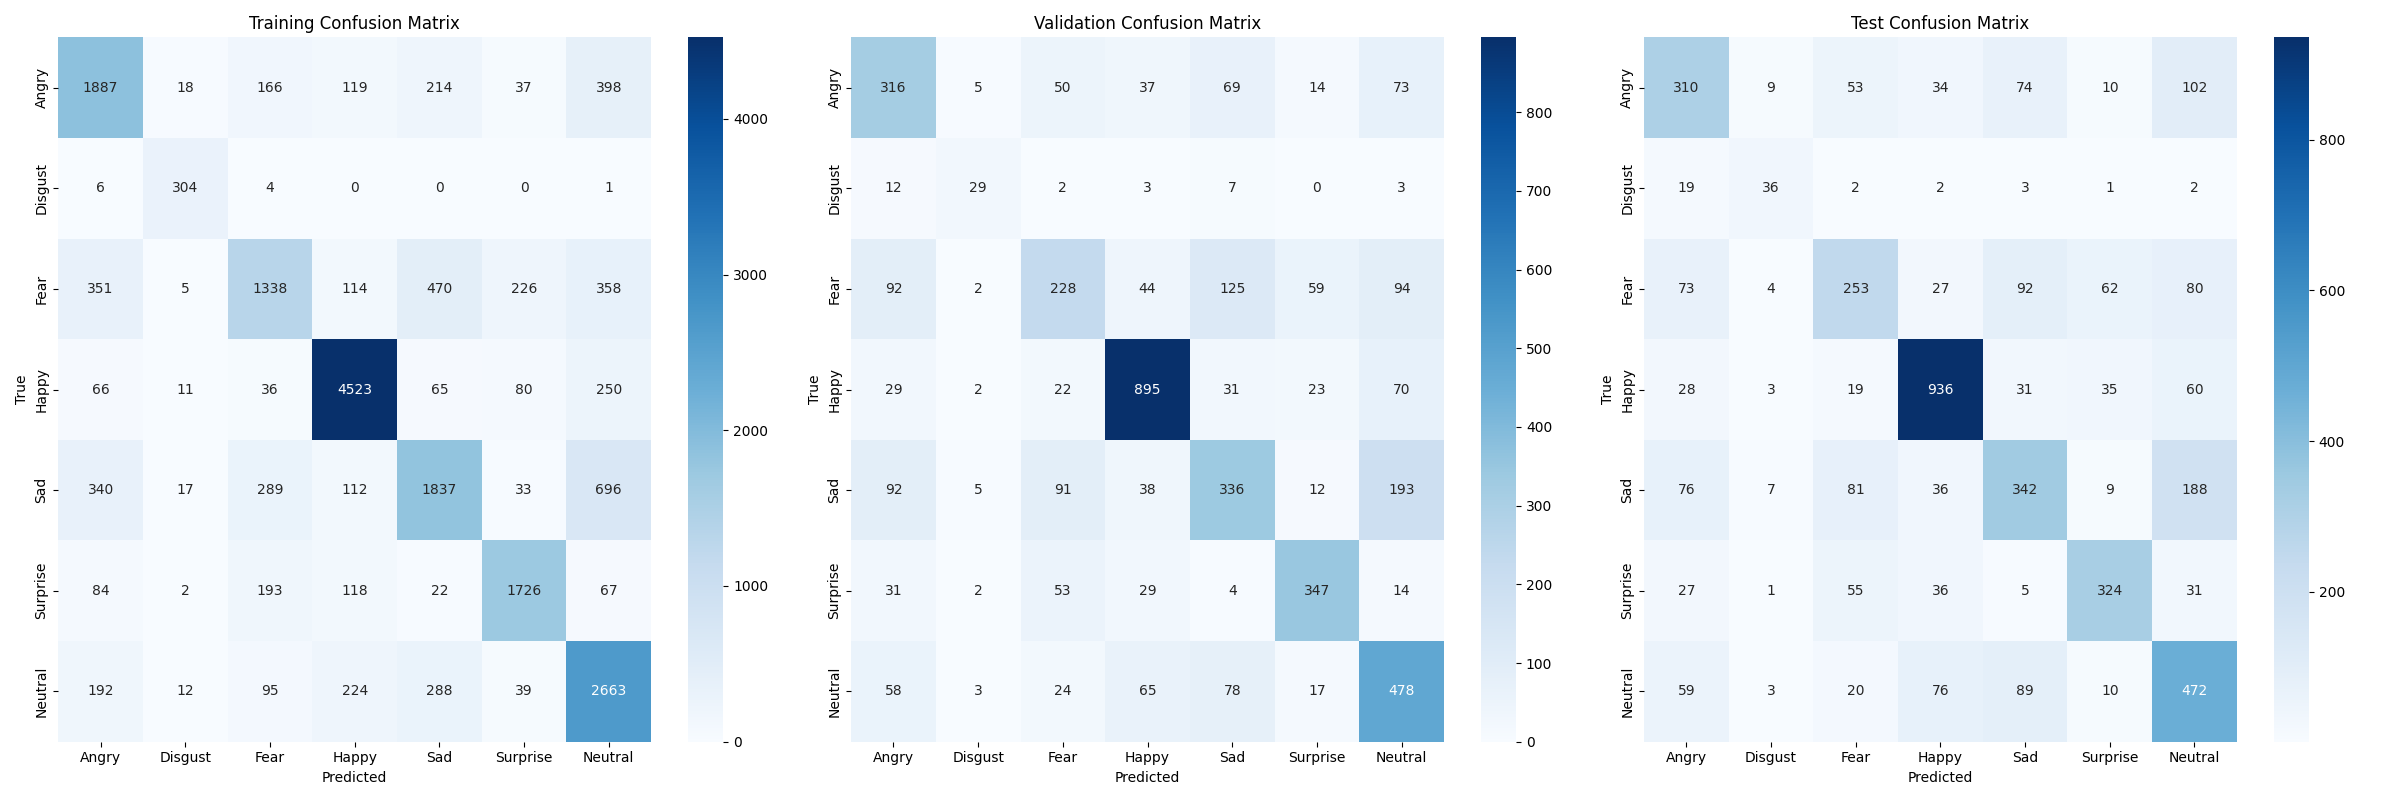 Training Confusion Matrix
Angry 1887 18 166 119 214 37 398
Disgust 6 304 4 0 0 0 1
Fear 351 5 1338 114 470 226 358
Happy 66 11 36 4523 65 80 250
Sad 340 17 289 112 1837 33 696
Surprise 84 2 193 118 22 1726 67
Neutral 192 12 95 224 288 39 2663
True
Angry Disgust Fear Happy Sad Surprise Neutral
Predicted
4000
3000
2000
1000
0
Validation Confusion Matrix
Angry 316 5 50 37 69 14 73
Disgust 12 29 2 3 7 0 3
Fear 92 2 228 44 125 59 94
Happy 29 2 22 895 31 23 70
Sad 92 5 91 38 336 12 193
Surprise 31 2 53 29 4 347 14
Neutral 58 3 24 65 78 17 478
True
Angry Disgust Fear Happy Sad Surprise Neutral
Predicted
800
700
600
500
400
300
200
100
0
Test Confusion Matrix
Angry 310 9 53 34 74 10 102
Disgust 19 36 2 2 3 1 2
Fear 73 4 253 27 92 62 80
Happy 28 3 19 936 31 35 60
Sad 76 7 81 36 342 9 188
Surprise 27 1 55 36 5 324 31
Neutral 59 3 20 76 89 10 472
True
Angry Disgust Fear Happy Sad Surprise Neutral
Predicted
800
600
400
200